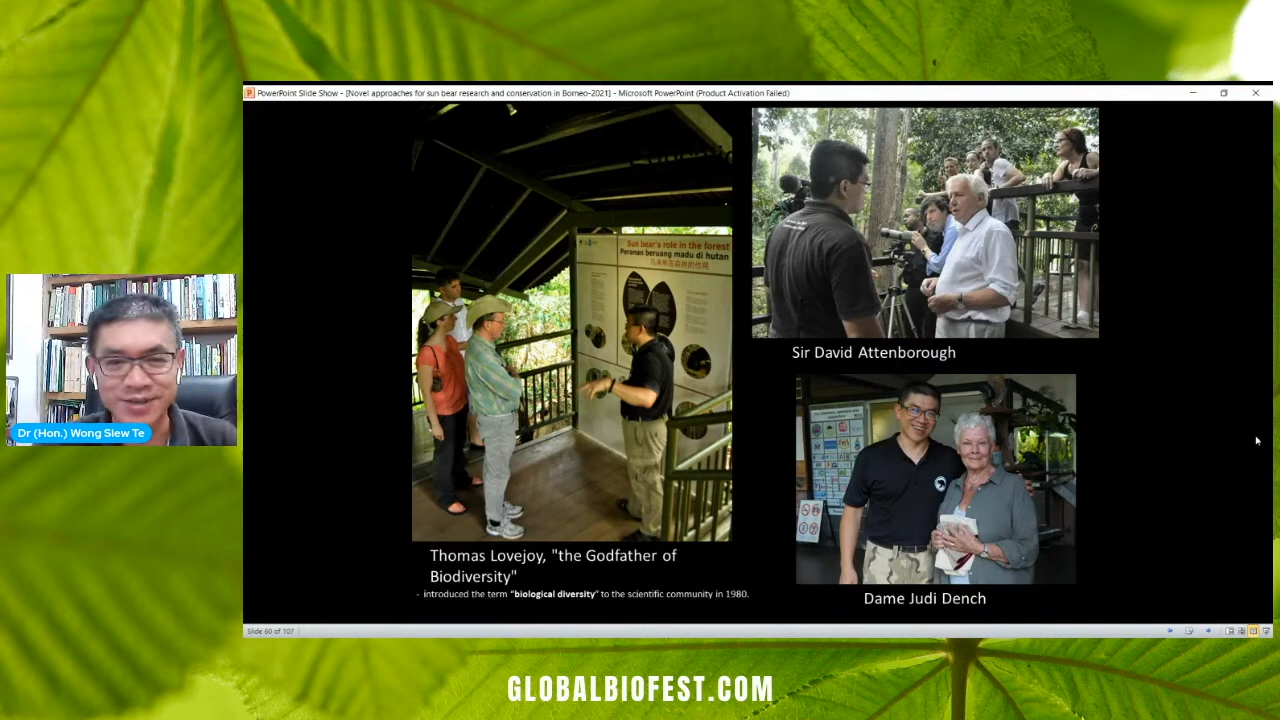 PowerPoint Slide Show - [Novel approaches for sun bear research and conservation in Borneo-2021] - Microsoft PowerPoint (Product Activation Failed)
Sun bear's role in the forest
Peranan beruang madu di hutan
Sir David Attenborough
Dr (Hon.) Wong Siew Te
Thomas Lovejoy, "the Godfather of
Biodiversity"
- introduced the term “biological diversity” to the scientific community in 1980.
Dame Judi Dench
Slide 60 of 107
GLOBALBIOFEST.COM